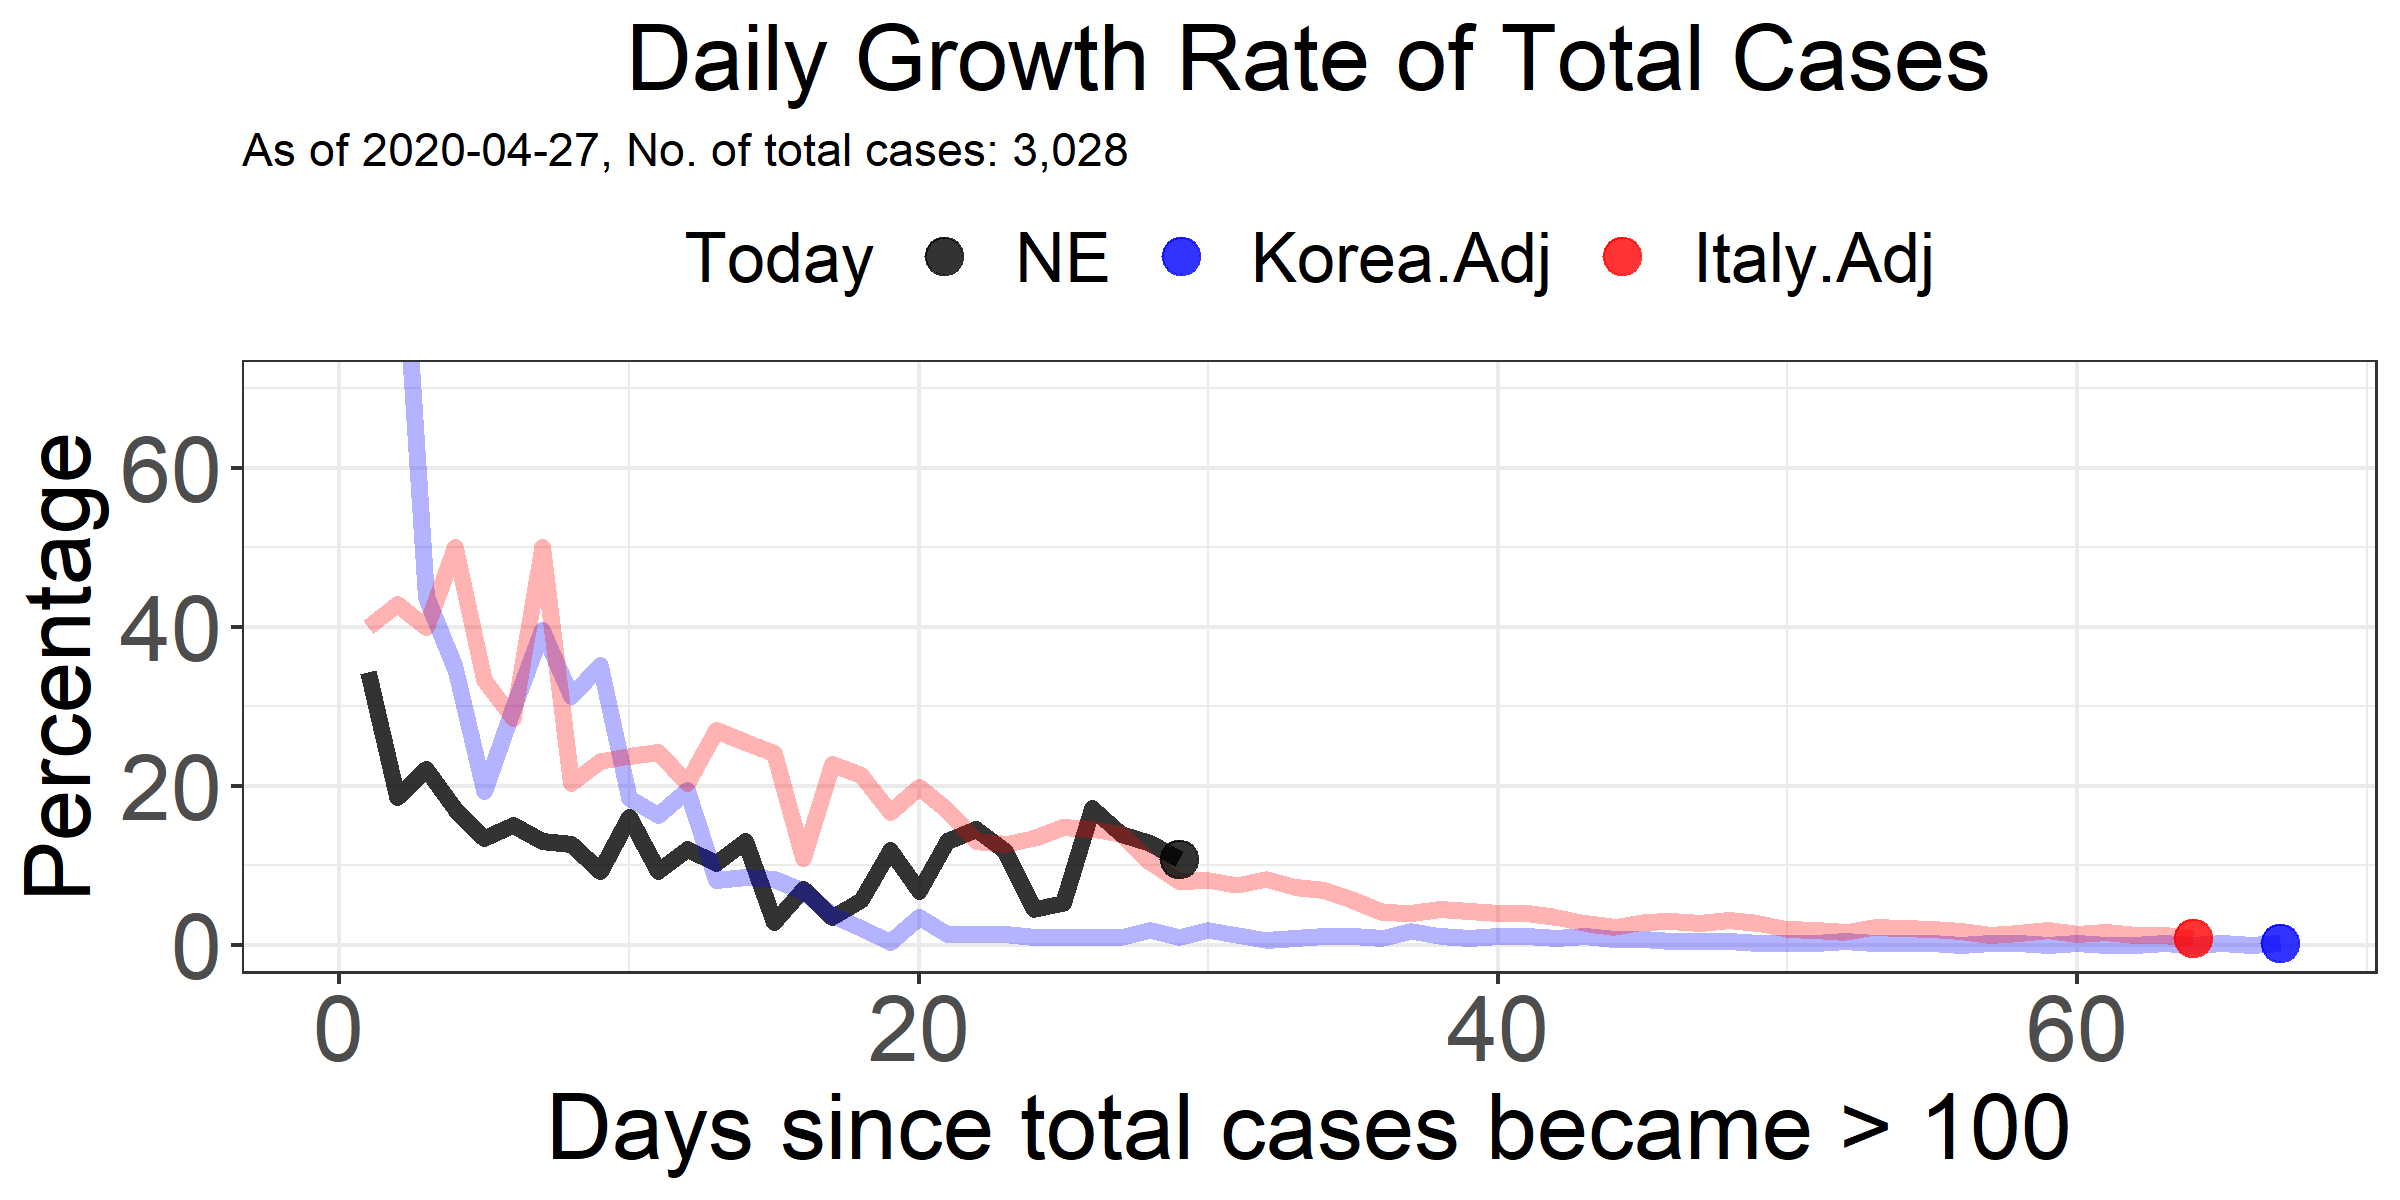 Daily Growth Rate of Total Cases
As of 2020-04-27, No. of total cases: 3,028
Today NE Korea.Adj Italy.Adj
Percentage
60
40
20
0
0 20 40 60
Days since total cases became > 100